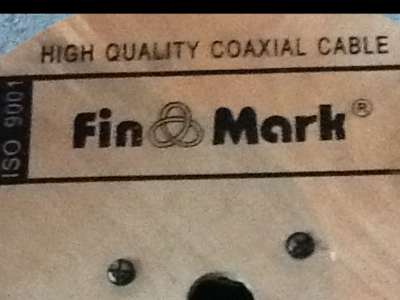 HIGH QUALITY COAXIAL CABLE
ISO 9001
Fin Mark®